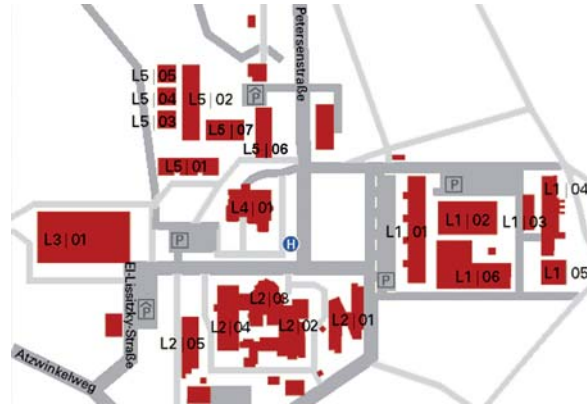 Petersenstraße
L5 | 05
L5 | 04
L5 | 03
L5 | 02
P
L5 | 07
L5 | 06
L5 | 01
L4 | 01
L3 | 01
P
H
P
L1 | 04
L1 | 01
L1 | 02
L1 | 03
L1 | 05
L1 | 06
P
El-Lissitzky-Straße
P
L2 | 03
L2 | 04
L2 | 02
L2 | 01
L2 | 05
Atzwinkelweg